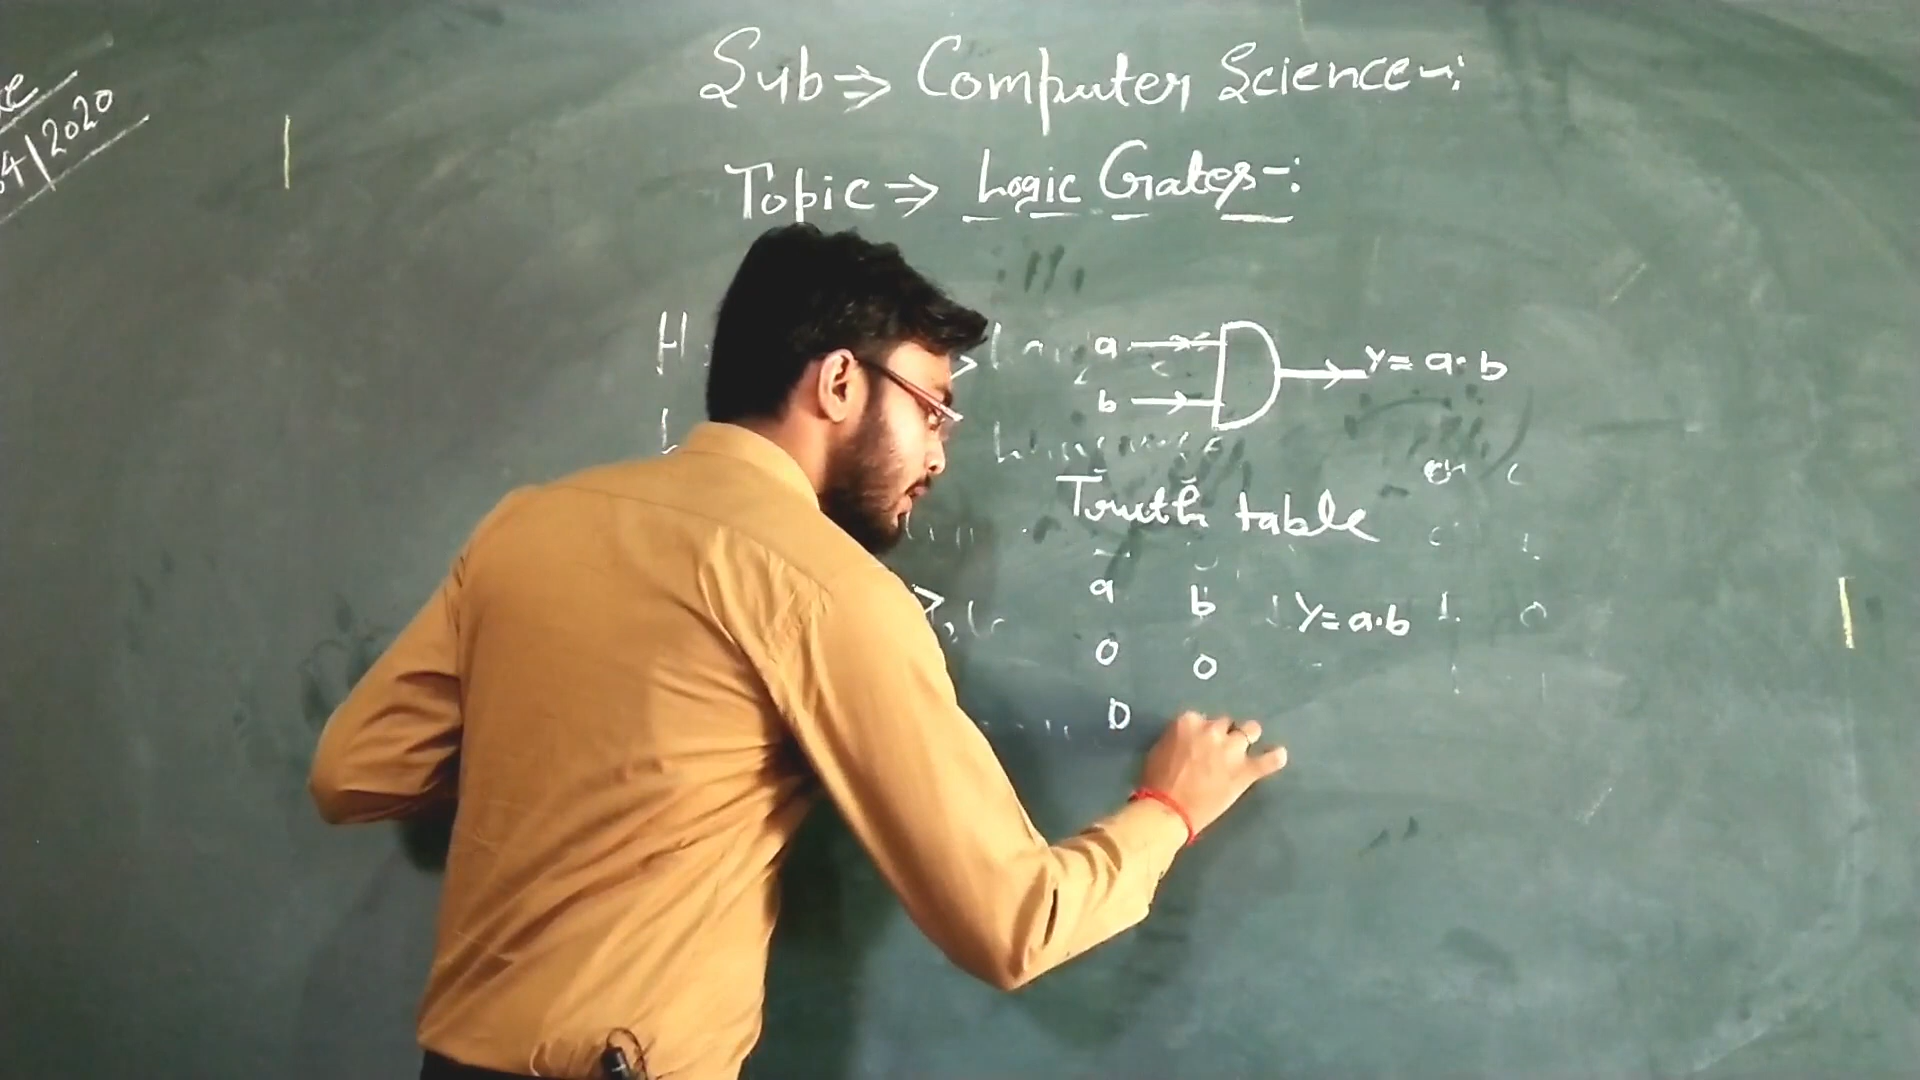 Sub ⇒ Computer Science-:
4/2020
Topic ⇒ Logic Gates-:
a
Y= a·b
b
Truth table
a b Y=a·b
0 0
0